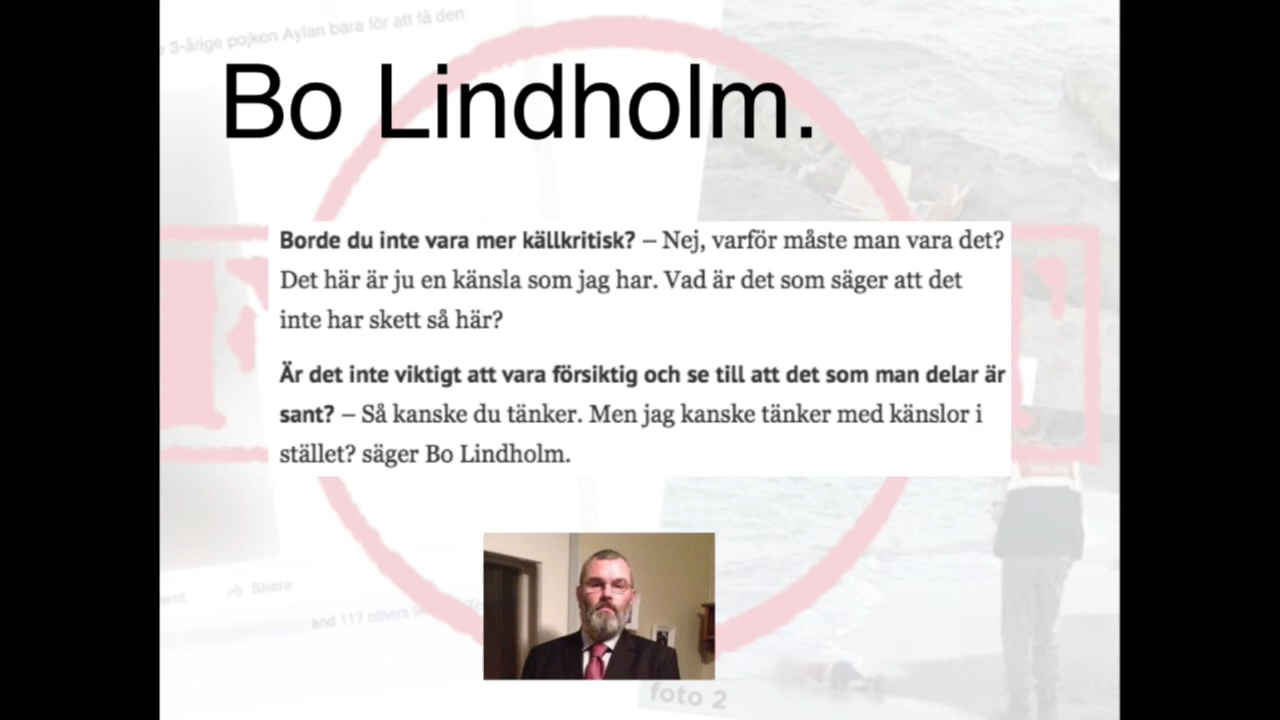 3-årige pojken Aylan bara för att få den
Bo Lindholm.
Borde du inte vara mer källkritisk? – Nej, varför måste man vara det?
Det här är ju en känsla som jag har. Vad är det som säger att det
inte har skett så här?
Är det inte viktigt att vara försiktig och se till att det som man delar är
sant? – Så kanske du tänker. Men jag kanske tänker med känslor i
stället? säger Bo Lindholm.
Share
and 117 others
foto 2